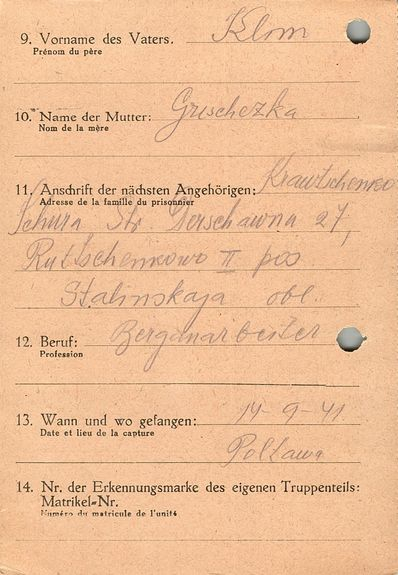 9. Vorname des Vaters. Klom
Prénom du père
10. Name der Mutter: Grischezka
Nom de la mère
11. Anschrift der nächsten Angehörigen: Krawtschenko
Adresse de la famille du prisonnier
Schura Str Derschawna 27,
Rutschenkowo II pos
Stalinskaja obl.
12. Beruf: Berganarbeiter
Profession
13. Wann und wo gefangen: 14-9-41
Date et lieu de la capture
Poltawa
14. Nr. der Erkennungsmarke des eigenen Truppenteils:
Matrikel-Nr.
Numéro du matricule de l'unité